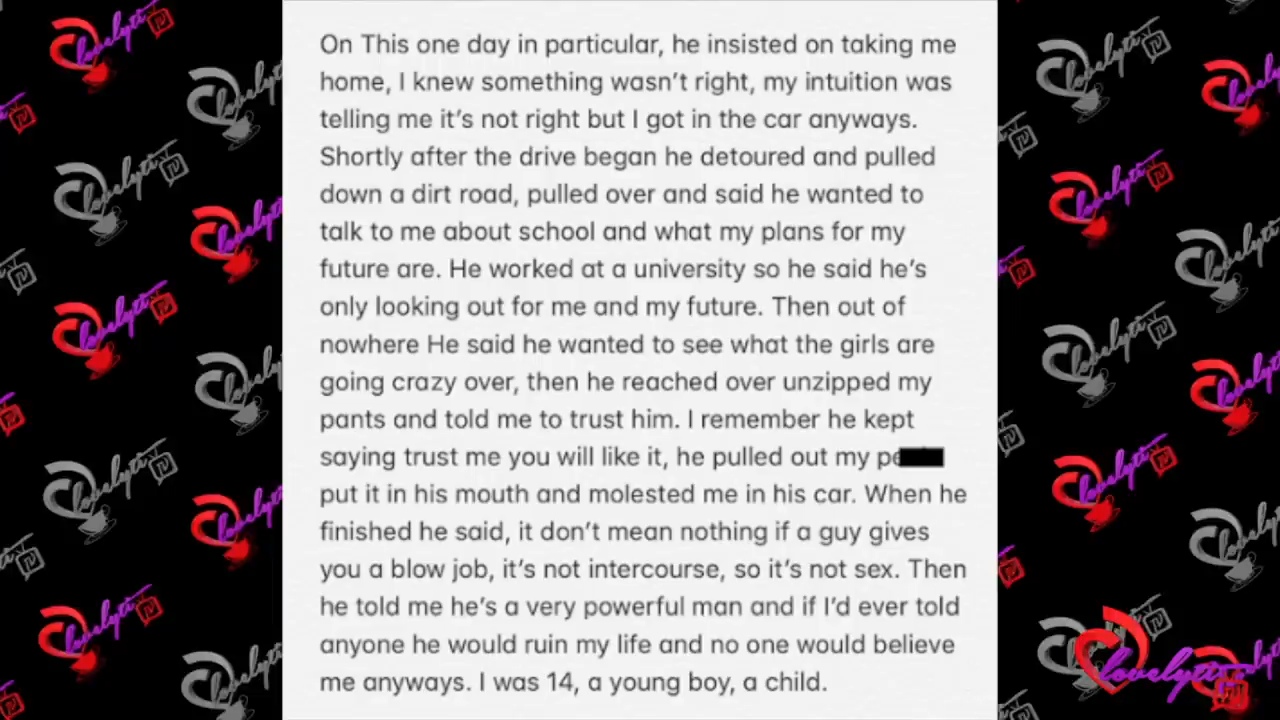 On This one day in particular, he insisted on taking me
home, I knew something wasn't right, my intuition was
telling me it's not right but I got in the car anyways.
Shortly after the drive began he detoured and pulled
down a dirt road, pulled over and said he wanted to
talk to me about school and what my plans for my
future are. He worked at a university so he said he's
only looking out for me and my future. Then out of
nowhere He said he wanted to see what the girls are
going crazy over, then he reached over unzipped my
pants and told me to trust him. I remember he kept
saying trust me you will like it, he pulled out my
put it in his mouth and molested me in his car. When he
finished he said, it don't mean nothing if a guy gives
you a blow job, it's not intercourse, so it's not sex. Then
he told me he's a very powerful man and if I'd ever told
anyone he would ruin my life and no one would believe
me anyways. I was 14, a young boy, a child.
lovelyti